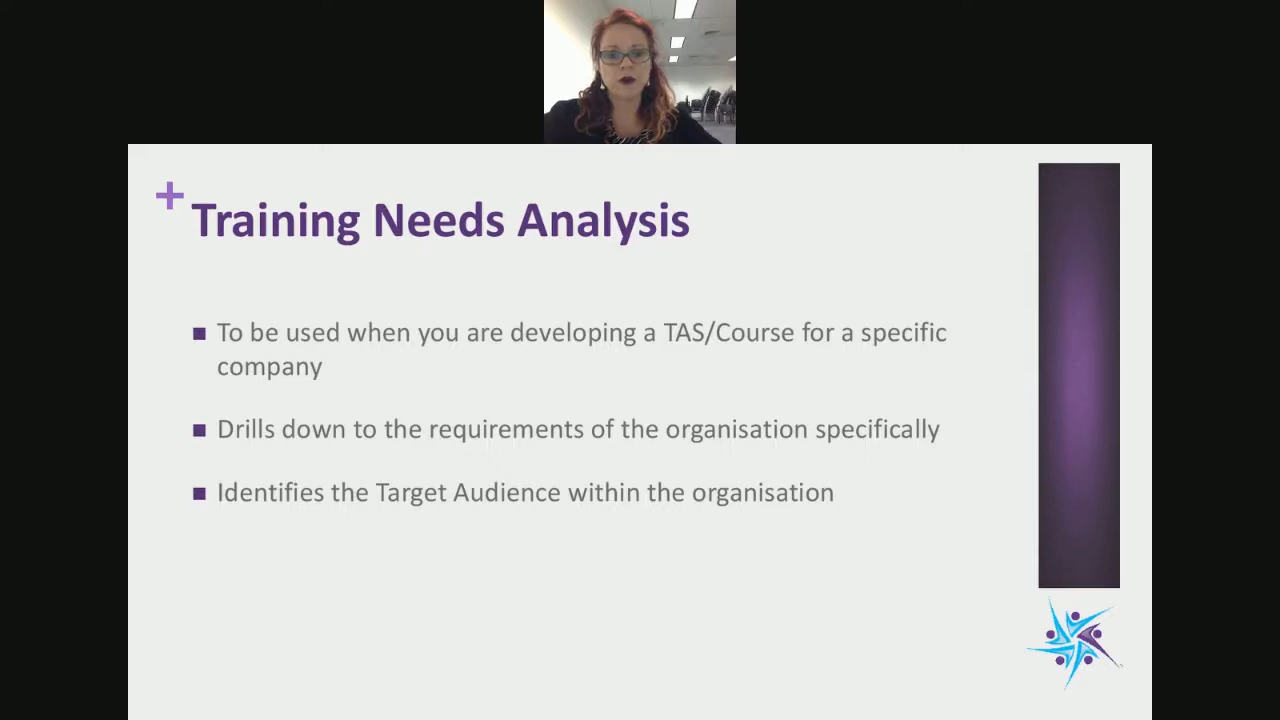 +
Training Needs Analysis
To be used when you are developing a TAS/Course for a specific
company
Drills down to the requirements of the organisation specifically
Identifies the Target Audience within the organisation